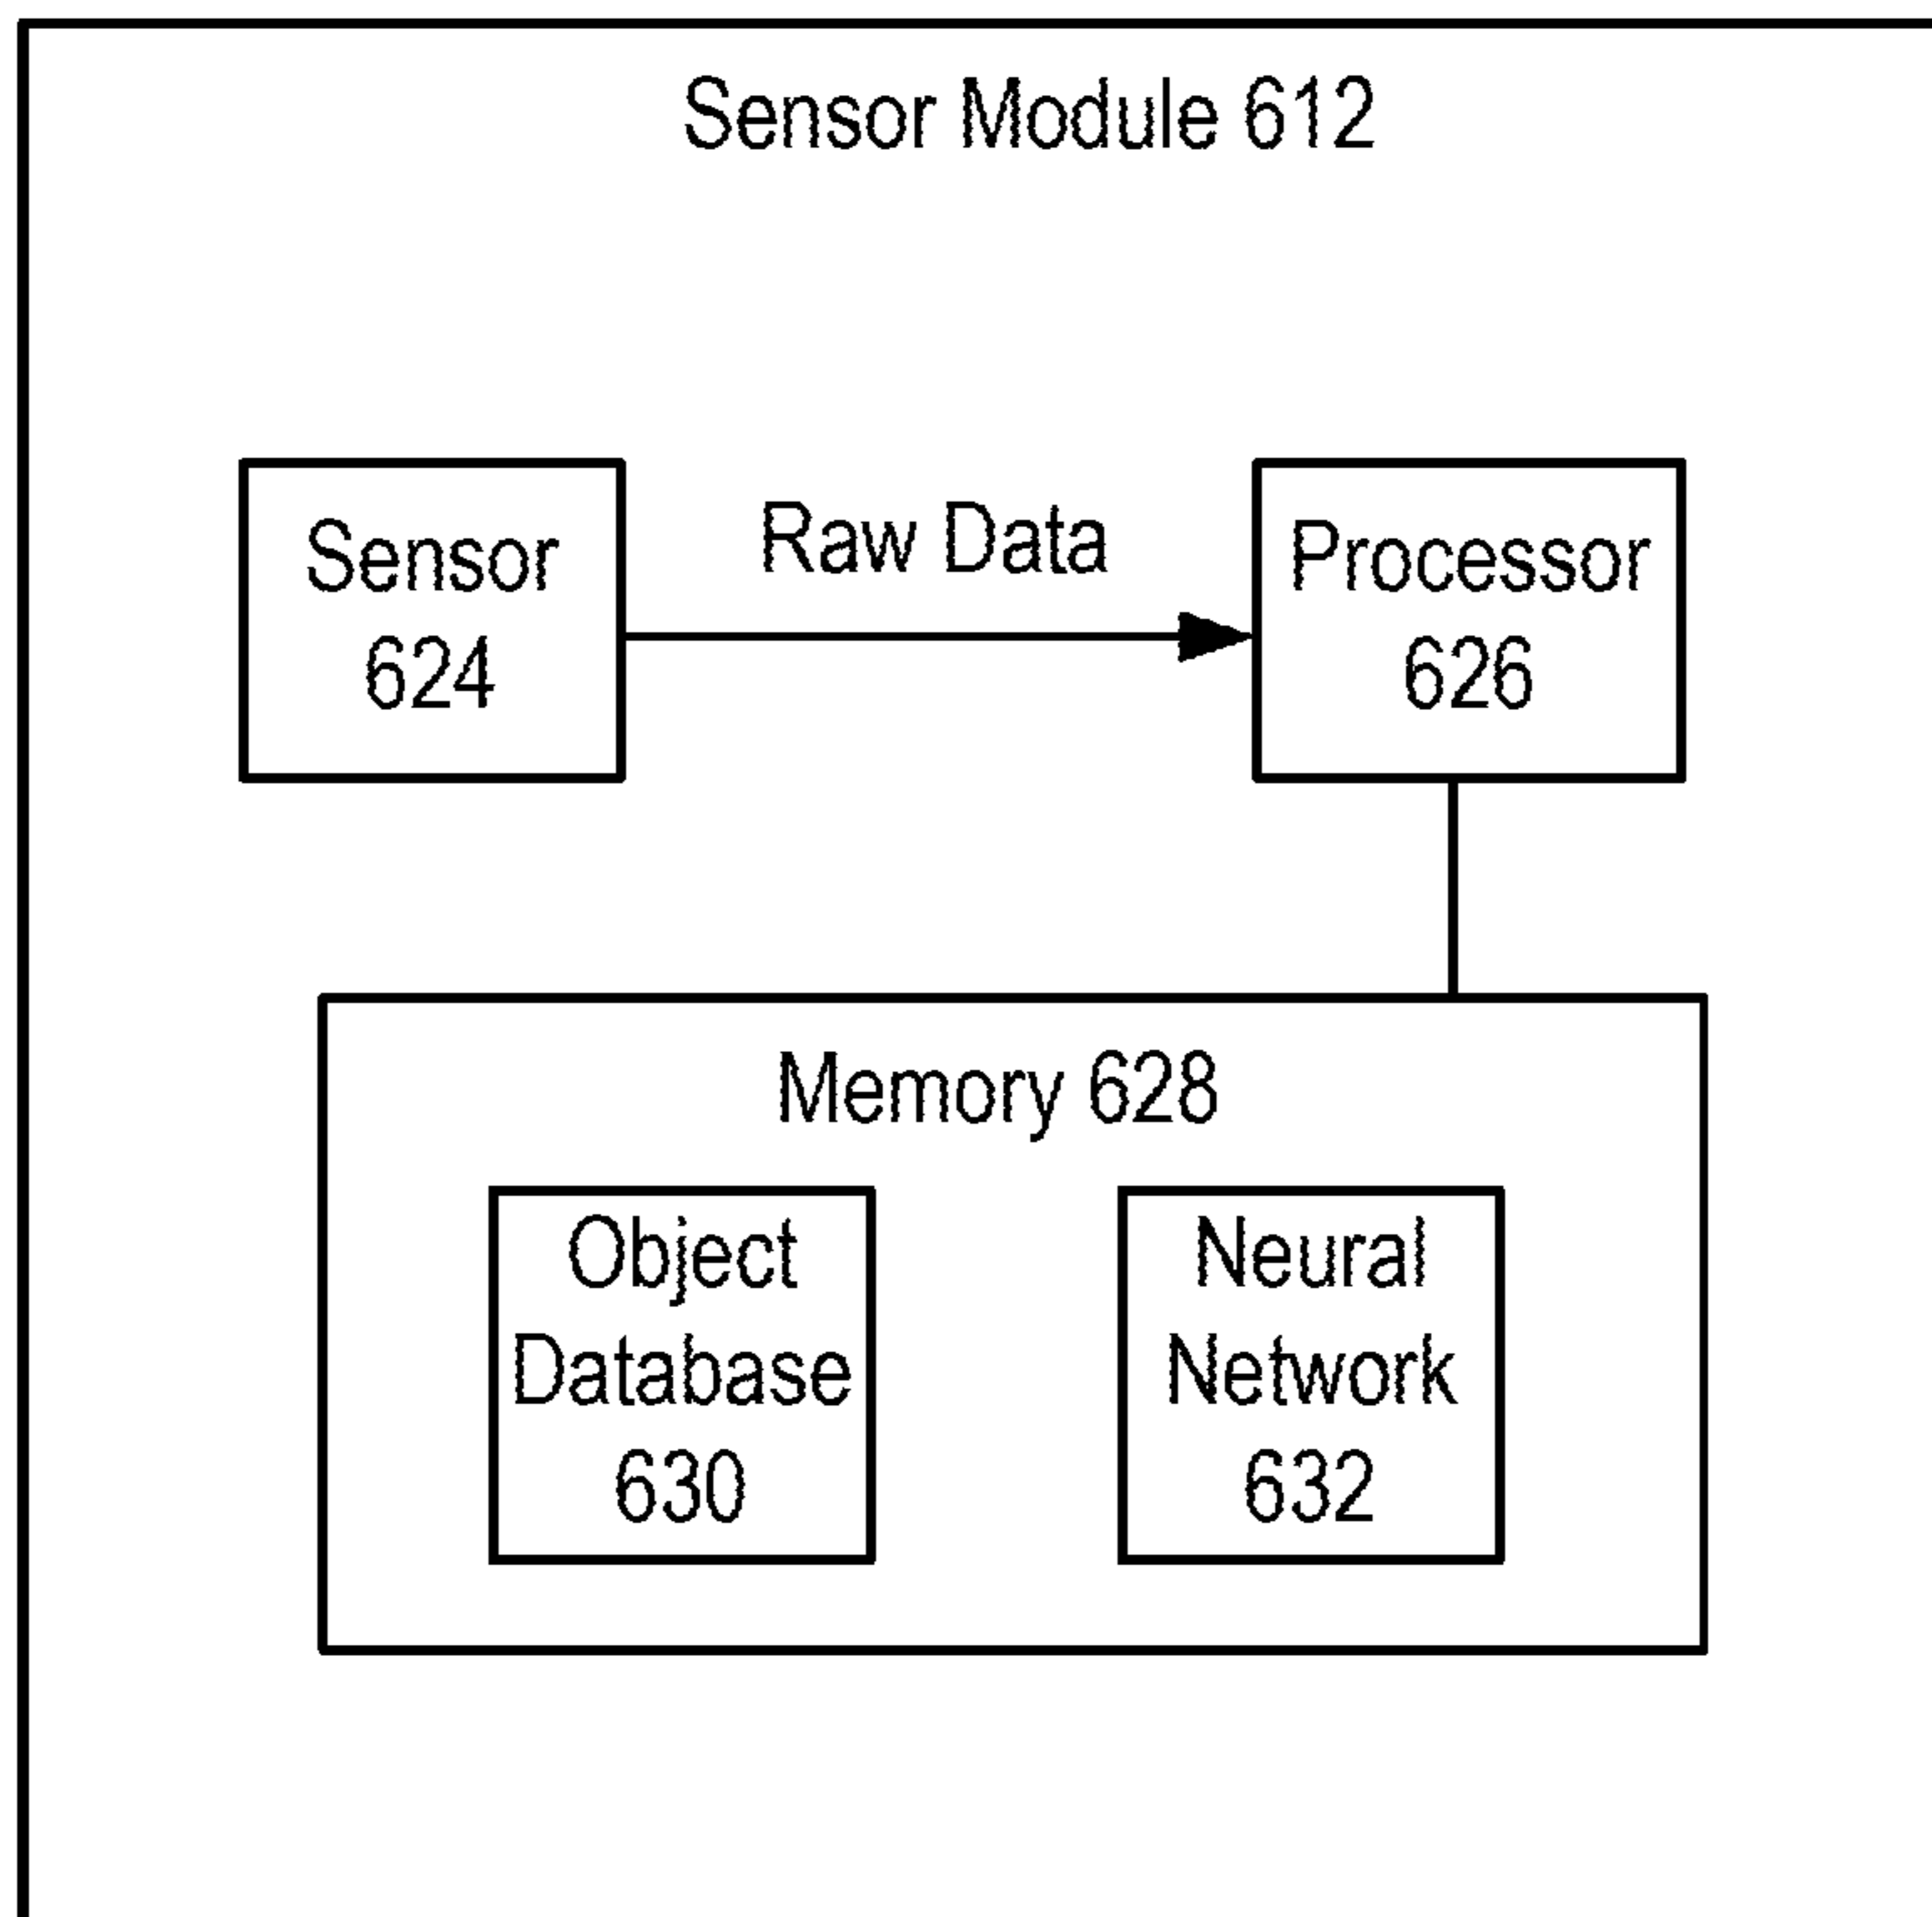 Sensor Module 612
Sensor
624
Raw Data
Processor
626
Memory 628
Object
Database
630
Neural
Network
632